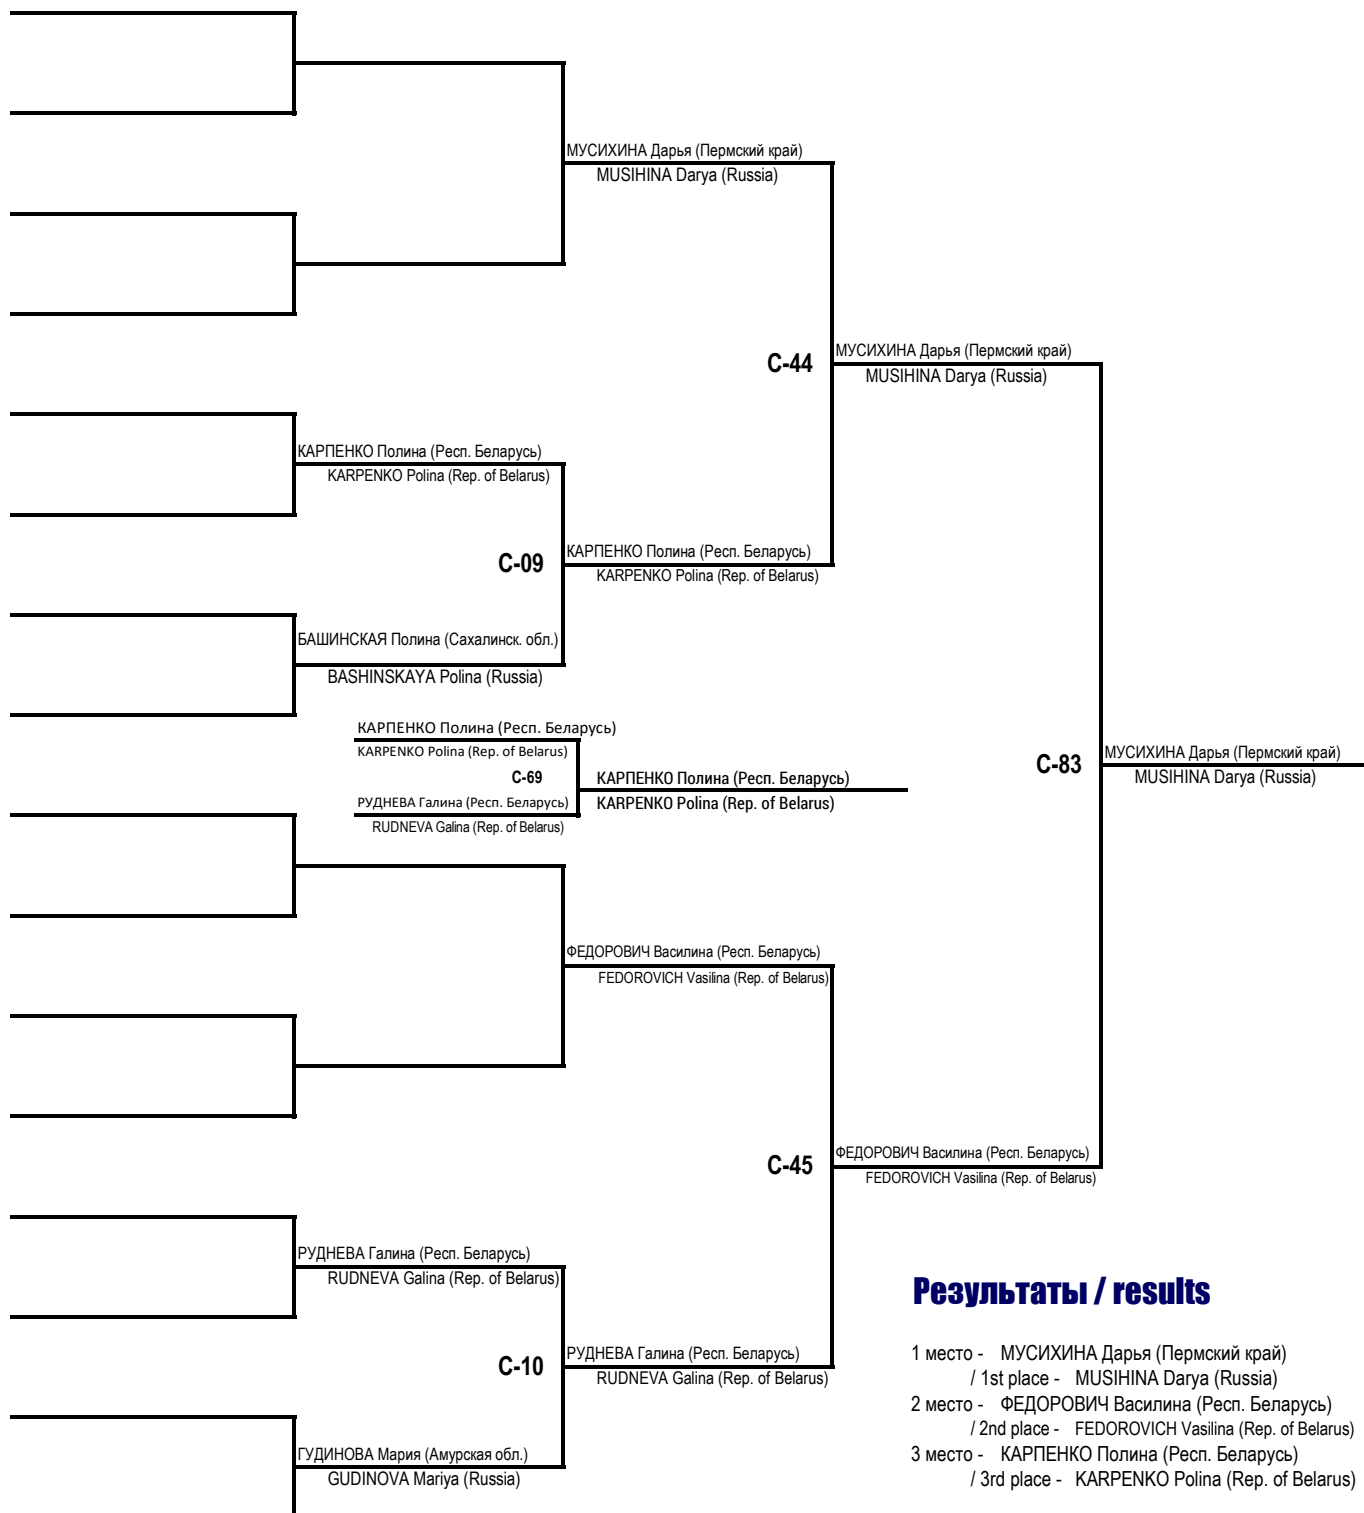 МУСИХИНА Дарья (Пермский край)
MUSIHINA Darya (Russia)
C-44
МУСИХИНА Дарья (Пермский край)
MUSIHINA Darya (Russia)
КАРПЕНКО Полина (Респ. Беларусь)
KARPENKO Polina (Rep. of Belarus)
C-09
КАРПЕНКО Полина (Респ. Беларусь)
KARPENKO Polina (Rep. of Belarus)
БАШИНСКАЯ Полина (Сахалинск. обл.)
BASHINSKAYA Polina (Russia)
КАРПЕНКО Полина (Респ. Беларусь)
KARPENKO Polina (Rep. of Belarus)
C-69
КАРПЕНКО Полина (Респ. Беларусь)
KARPENKO Polina (Rep. of Belarus)
РУДНЕВА Галина (Респ. Беларусь)
RUDNEVA Galina (Rep. of Belarus)
C-83
МУСИХИНА Дарья (Пермский край)
MUSIHINA Darya (Russia)
ФЕДОРОВИЧ Василина (Респ. Беларусь)
FEDOROVICH Vasilina (Rep. of Belarus)
C-45
ФЕДОРОВИЧ Василина (Респ. Беларусь)
FEDOROVICH Vasilina (Rep. of Belarus)
РУДНЕВА Галина (Респ. Беларусь)
RUDNEVA Galina (Rep. of Belarus)
C-10
РУДНЕВА Галина (Респ. Беларусь)
RUDNEVA Galina (Rep. of Belarus)
ГУДИНОВА Мария (Амурская обл.)
GUDINOVA Mariya (Russia)
Результаты / results
1 место - МУСИХИНА Дарья (Пермский край)
/ 1st place - MUSIHINA Darya (Russia)
2 место - ФЕДОРОВИЧ Василина (Респ. Беларусь)
/ 2nd place - FEDOROVICH Vasilina (Rep. of Belarus)
3 место - КАРПЕНКО Полина (Респ. Беларусь)
/ 3rd place - KARPENKO Polina (Rep. of Belarus)